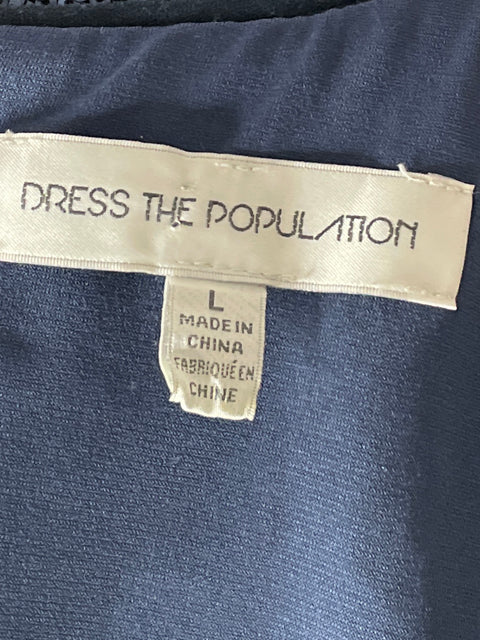 DRESS THE POPULATION
L
MADE IN
CHINA
FABRIQUÉ EN
CHINE